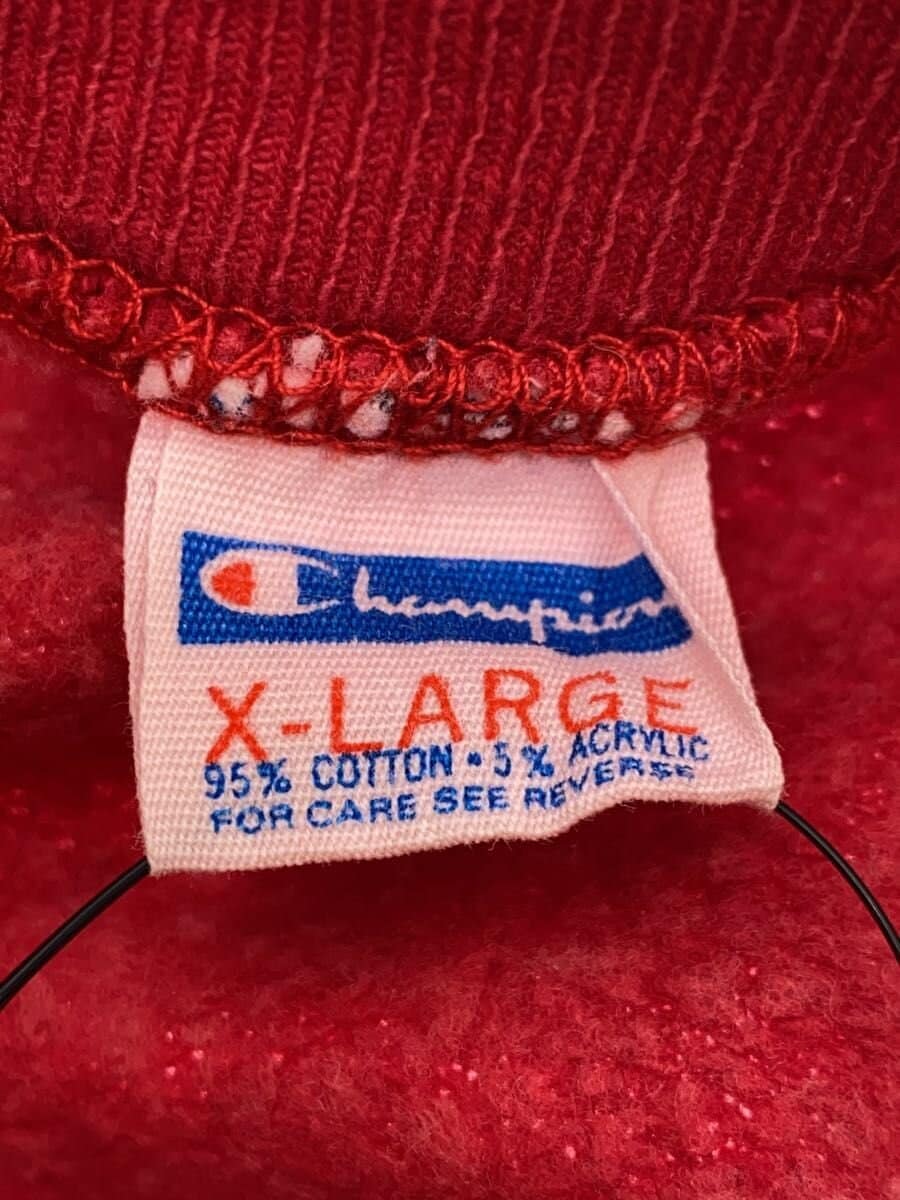 Champion
X-LARGE
95% COTTON • 5% ACRYLIC
FOR CARE SEE REVERSE